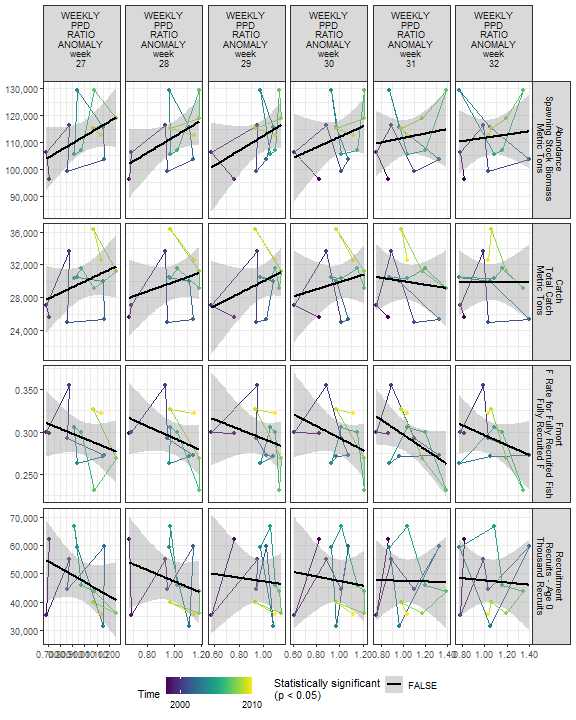 WEEKLY PPD RATIO ANOMALY week 27
WEEKLY PPD RATIO ANOMALY week 28
WEEKLY PPD RATIO ANOMALY week 29
WEEKLY PPD RATIO ANOMALY week 30
WEEKLY PPD RATIO ANOMALY week 31
WEEKLY PPD RATIO ANOMALY week 32
130,000
120,000
110,000
100,000
90,000
Abundance
Spawning Stock Biomass
Metric Tons
36,000
32,000
28,000
24,000
Catch
Total Catch
Metric Tons
0.350
0.300
0.250
Fmort
F Rate for Fully Recruited Fish
Fully Recruited F
70,000
60,000
50,000
40,000
30,000
Recruitment
Recruits - Age 0
Thousand Recruits
0.80 1.00 1.20
0.60 0.80 1.00
0.60 0.80 1.00 1.20
0.80 1.00 1.20 1.40
0.80 1.00 1.20 1.40
Time
2000 2010
Statistically significant
(p < 0.05)
FALSE